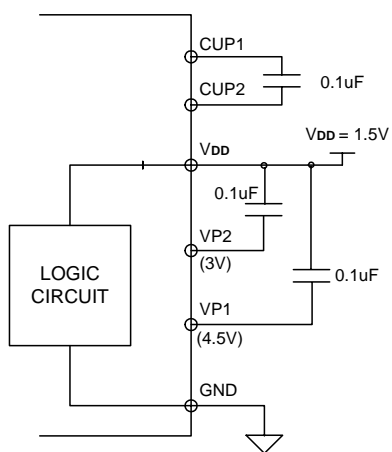 CUP1
0.1uF
CUP2
VDD = 1.5V
VDD
0.1uF
VP2
(3V)
LOGIC
CIRCUIT
0.1uF
VP1
(4.5V)
GND